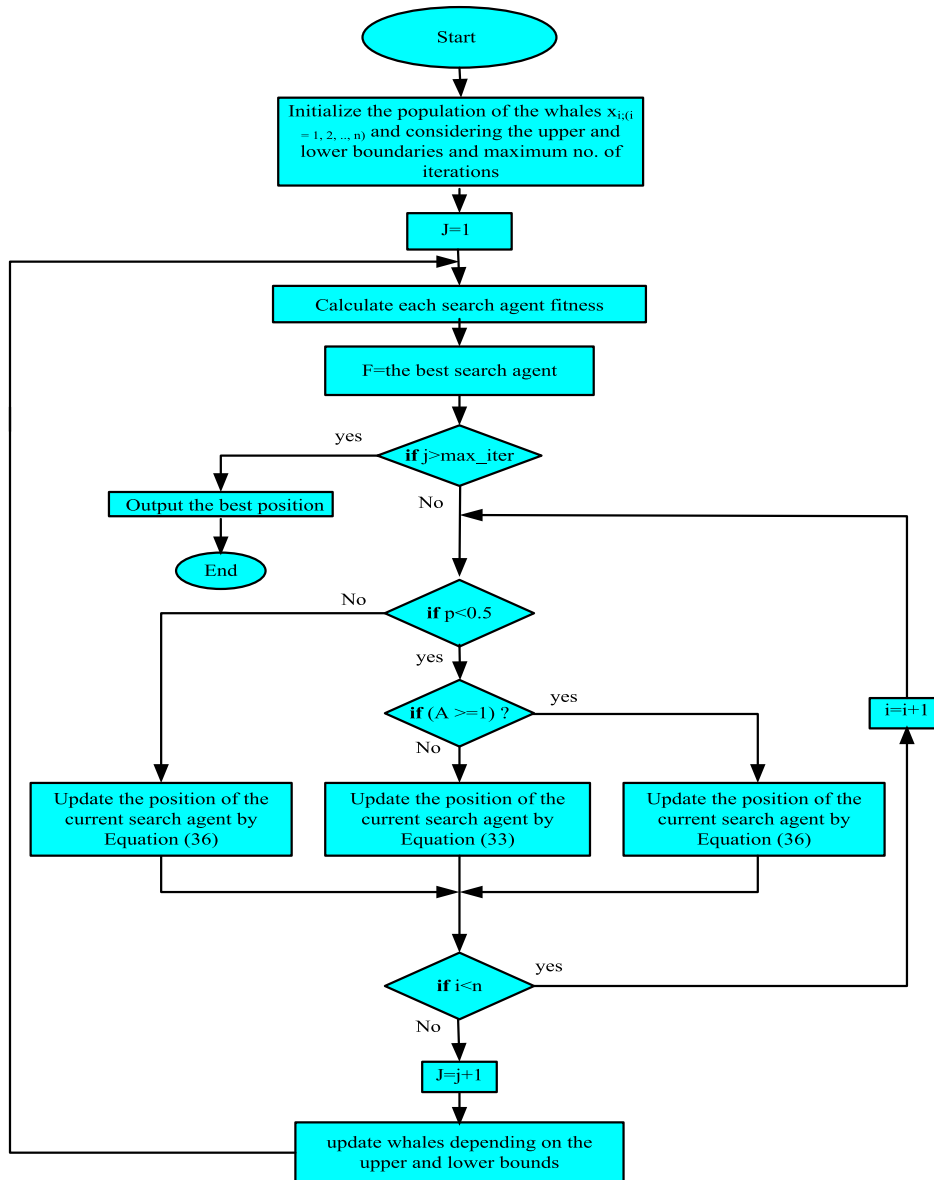 Start
Initialize the population of the whales xi;(i
= 1, 2, .., n) and considering the upper and
lower boundaries and maximum no. of
iterations
J=1
Calculate each search agent fitness
F=the best search agent
yes
if j>max_iter
No
Output the best position
End
No
if p<0.5
yes
if (A >=1) ?
yes
No
i=i+1
Update the position of the
current search agent by
Equation (36)
Update the position of the
current search agent by
Equation (33)
Update the position of the
current search agent by
Equation (36)
if i<n
yes
No
J=j+1
update whales depending on the
upper and lower bounds